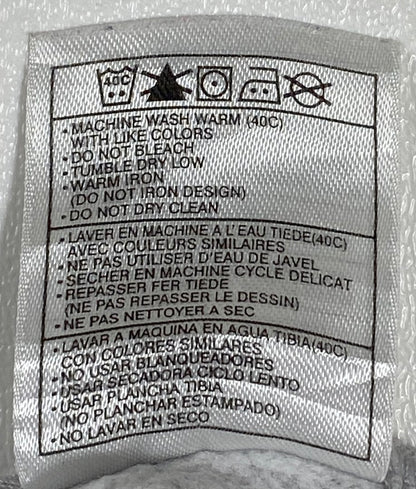 40C
• MACHINE WASH WARM (40C)
WITH LIKE COLORS
• DO NOT BLEACH
• TUMBLE DRY LOW
• WARM IRON
(DO NOT IRON DESIGN)
• DO NOT DRY CLEAN
• LAVER EN MACHINE A L'EAU TIEDE(40C)
AVEC COULEURS SIMILAIRES
• NE PAS UTILISER D'EAU DE JAVEL
• SECHER EN MACHINE CYCLE DELICAT
• REPASSER FER TIEDE
(NE PAS REPASSER LE DESSIN)
• NE PAS NETTOYER A SEC
• LAVAR A MAQUINA EN AGUA TIBIA(40C)
CON COLORES SIMILARES
• NO USAR BLANQUEADORES
• USAR SECADORA CICLO LENTO
• USAR PLANCHA TIBIA
(NO PLANCHAR ESTAMPADO)
• NO LAVAR EN SECO